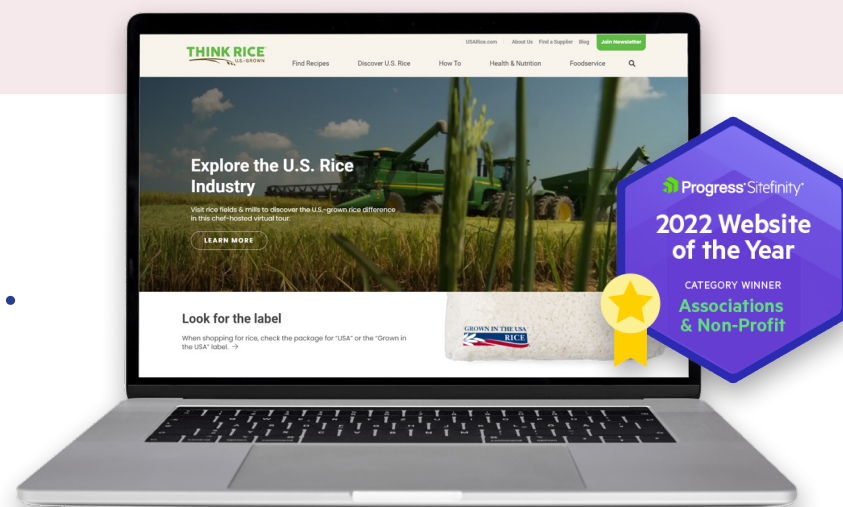 USARice.com About Us Find a Supplier Blog Join Newsletter
THINK RICE
U.S.-GROWN
Find Recipes Discover U.S. Rice How To Health & Nutrition Foodservice
Explore the U.S. Rice
Industry
Visit rice fields & mills to discover the U.S.-grown rice difference
in this chef-hosted virtual tour.
LEARN MORE
Look for the label
When shopping for rice, check the package for "USA" or the "Grown in
the USA" label. →
GROWN IN THE USA
RICE
Progress Sitefinity
2022 Website
of the Year
CATEGORY WINNER
Associations
& Non-Profit